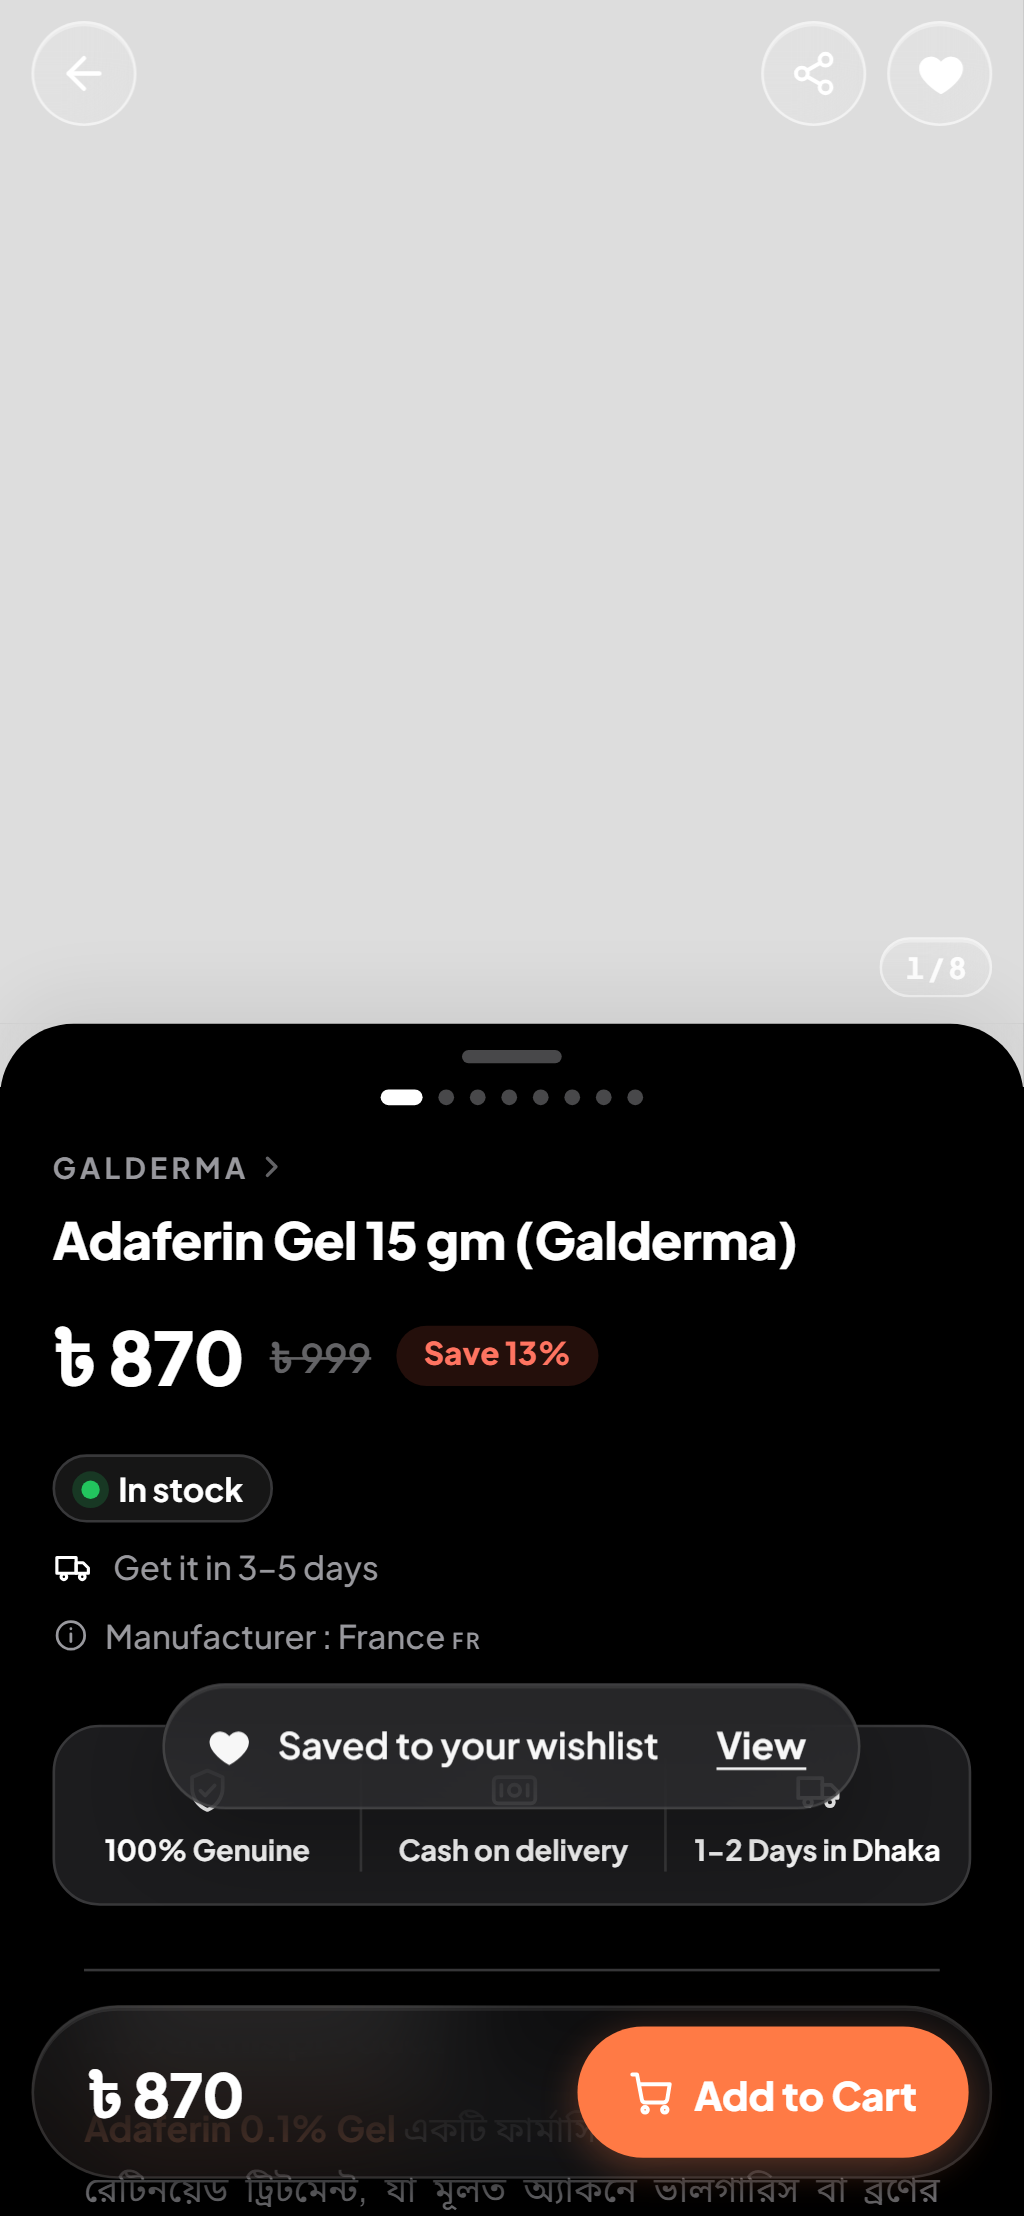 1/8
GALDERMA
Adaferin Gel 15 gm (Galderma)
৳ 870 ৳ 999 Save 13%
In stock
Get it in 3–5 days
Manufacturer : France FR
Saved to your wishlist View
100% Genuine Cash on delivery 1–2 Days in Dhaka
৳ 870 Add to Cart
Adaferin 0.1% Gel একটি
রেটিনয়েড ট্রিটমেন্ট, যা মূলত অ্যাকনে ভালগারিস বা ব্রণের